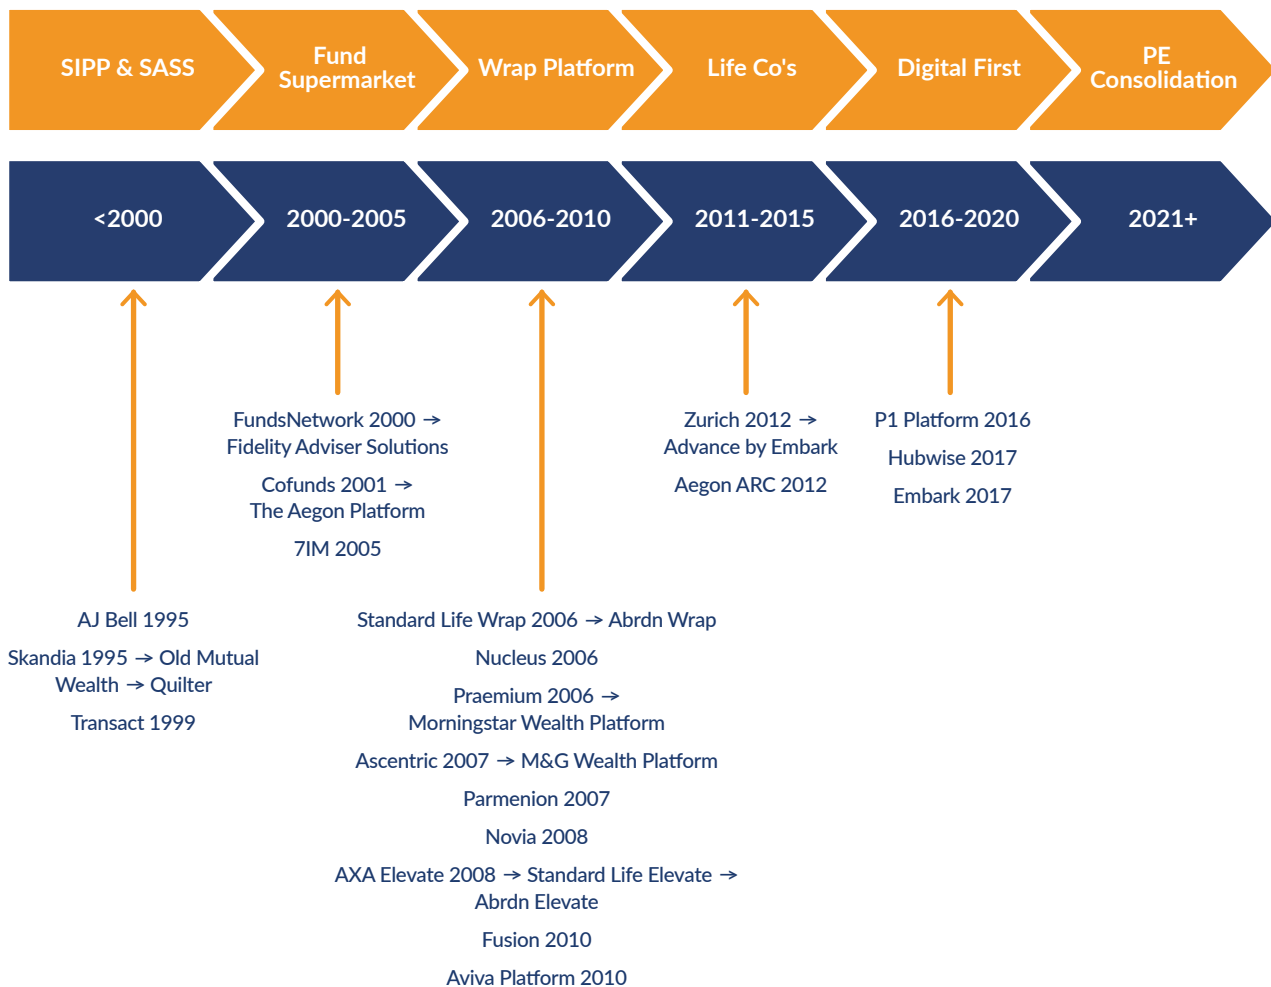 SIPP & SASS
Fund
Supermarket
Wrap Platform
Life Co's
Digital First
PE
Consolidation
<2000
2000-2005
2006-2010
2011-2015
2016-2020
2021+
FundsNetwork 2000 →
Fidelity Adviser Solutions
Cofunds 2001 →
The Aegon Platform
7IM 2005
Zurich 2012 →
Advance by Embark
Aegon ARC 2012
P1 Platform 2016
Hubwise 2017
Embark 2017
AJ Bell 1995
Skandia 1995 → Old Mutual
Wealth → Quilter
Transact 1999
Standard Life Wrap 2006 → Abrdn Wrap
Nucleus 2006
Praemium 2006 →
Morningstar Wealth Platform
Ascentric 2007 → M&G Wealth Platform
Parmenion 2007
Novia 2008
AXA Elevate 2008 → Standard Life Elevate →
Abrdn Elevate
Fusion 2010
Aviva Platform 2010